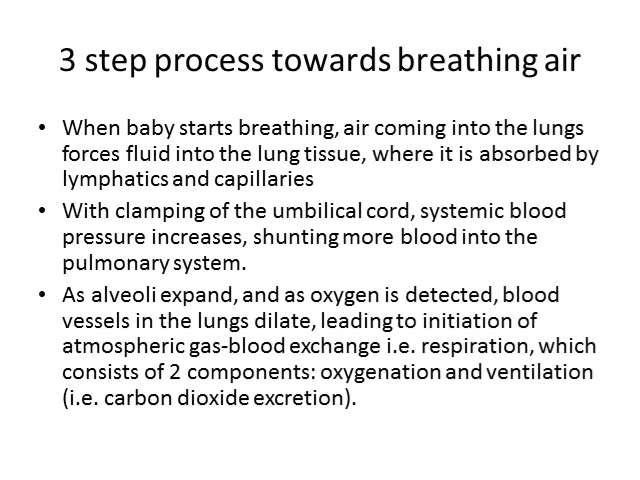 3 step process towards breathing air
• When baby starts breathing, air coming into the lungs
forces fluid into the lung tissue, where it is absorbed by
lymphatics and capillaries
• With clamping of the umbilical cord, systemic blood
pressure increases, shunting more blood into the
pulmonary system.
• As alveoli expand, and as oxygen is detected, blood
vessels in the lungs dilate, leading to initiation of
atmospheric gas-blood exchange i.e. respiration, which
consists of 2 components: oxygenation and ventilation
(i.e. carbon dioxide excretion).